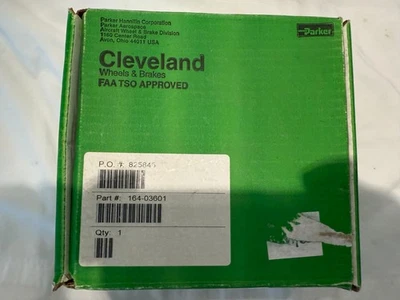 Parker Hannifin Corporation
Parker Aerospace
Aircraft Wheel & Brake Division
1160 Center Road
Avon, Ohio 44011 USA
Parker
Cleveland
Wheels & Brakes
FAA TSO APPROVED
P.O. #:
Part #: 164-03601
Qty: 1